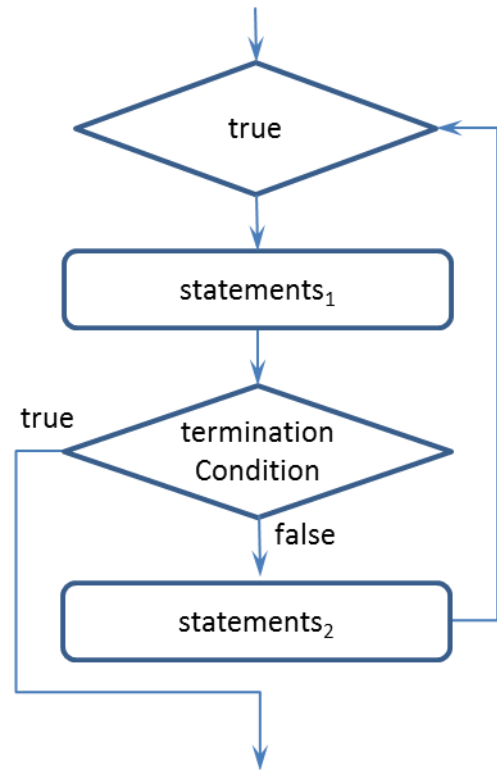 true
statements₁
true
termination
Condition
false
statements₂